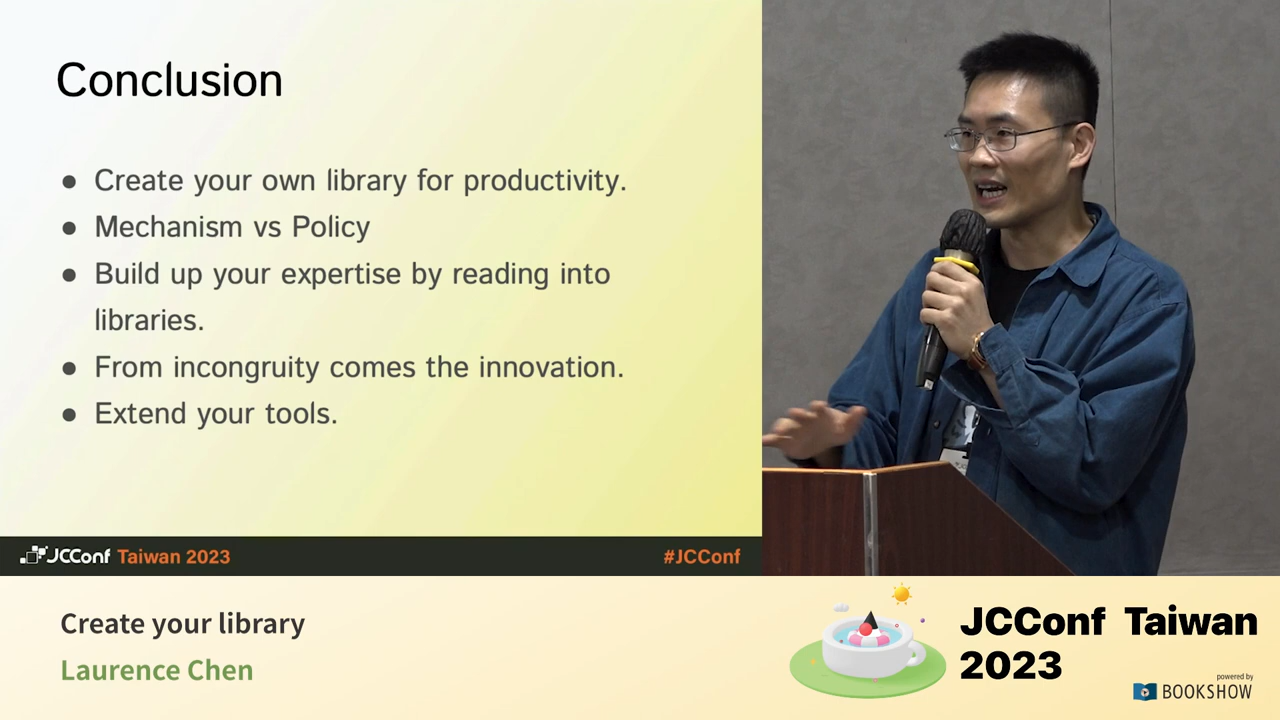 Conclusion
● Create your own library for productivity.
● Mechanism vs Policy
● Build up your expertise by reading into
libraries.
● From incongruity comes the innovation.
● Extend your tools.
JCConf Taiwan 2023
#JCConf
Create your library
Laurence Chen
JCConf Taiwan
2023
powered by
BOOKSHOW